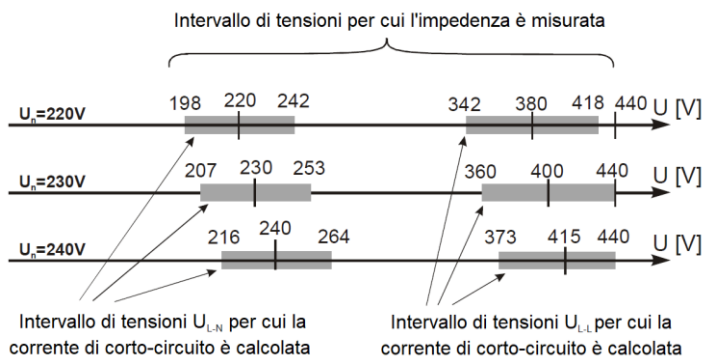 Intervallo di tensioni per cui l'impedenza è misurata
198 220 242 342 380 418 440 U [V]
Un=220V
207 230 253 360 400 440 U [V]
Un=230V
216 240 264 373 415 440 U [V]
Un=240V
Intervallo di tensioni UL-N per cui la
corrente di corto-circuito è calcolata
Intervallo di tensioni UL-L per cui la
corrente di corto-circuito è calcolata